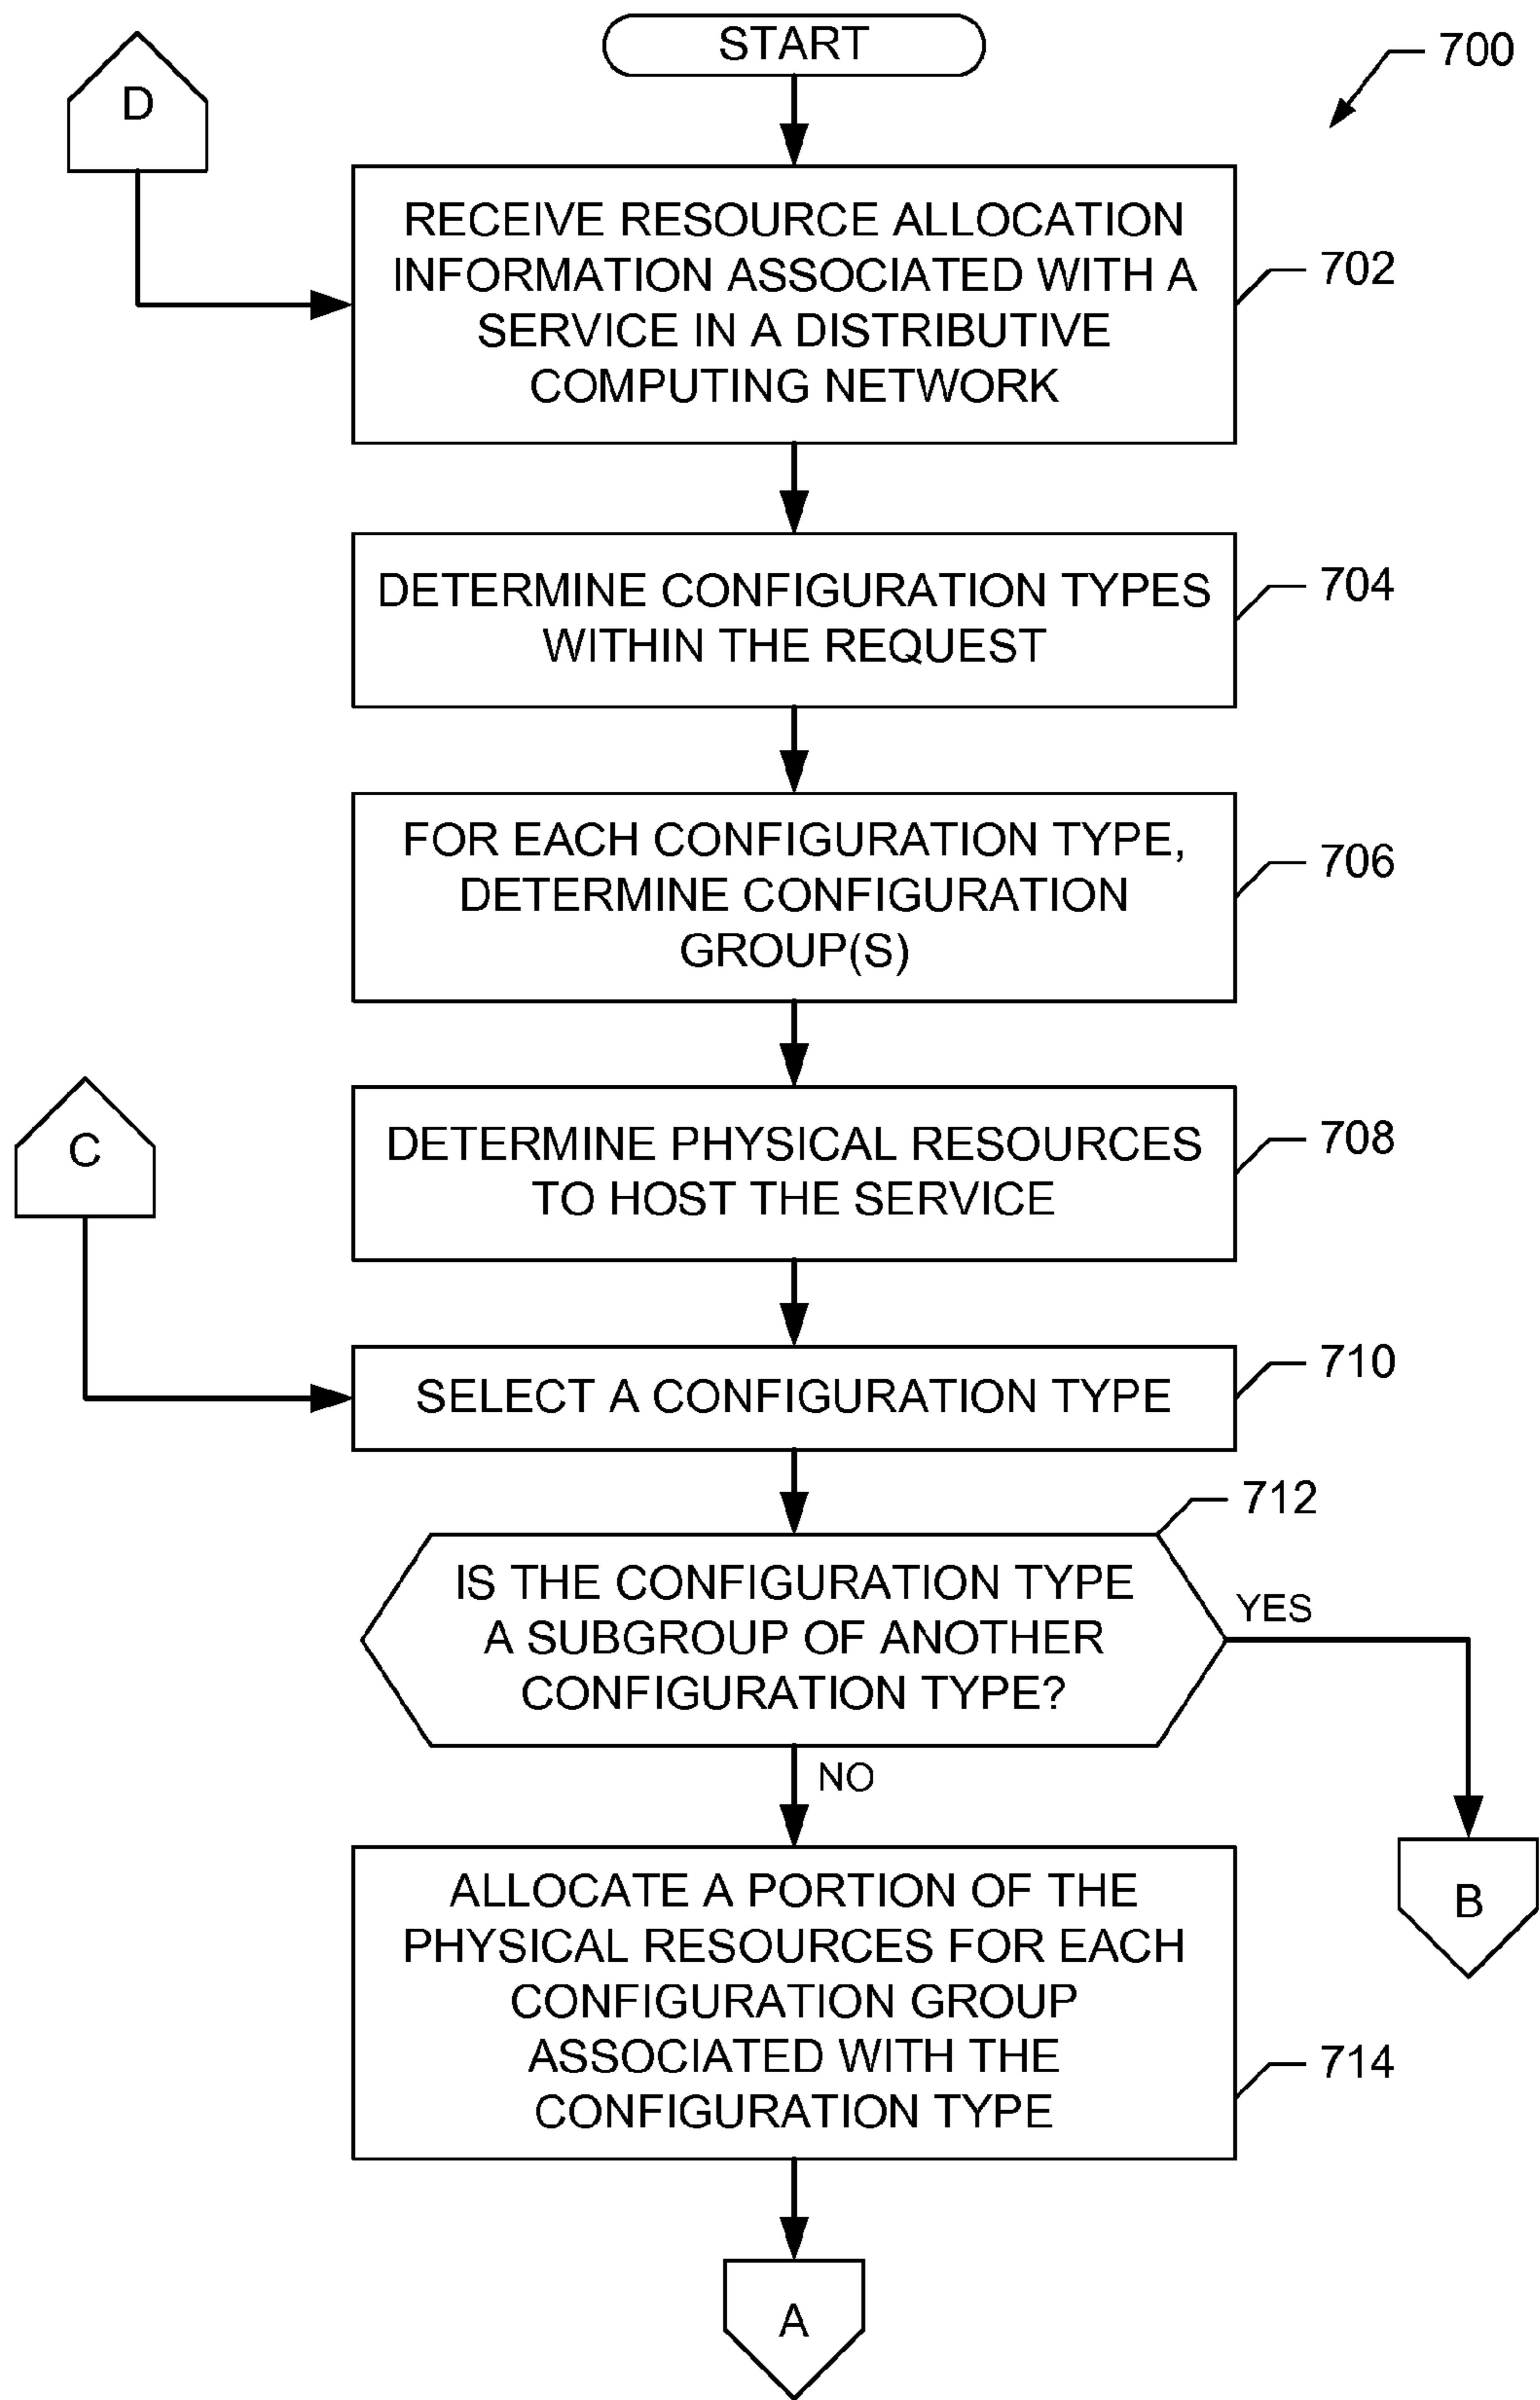 START
700
D
RECEIVE RESOURCE ALLOCATION
INFORMATION ASSOCIATED WITH A
SERVICE IN A DISTRIBUTIVE
COMPUTING NETWORK
702
DETERMINE CONFIGURATION TYPES
WITHIN THE REQUEST
704
FOR EACH CONFIGURATION TYPE,
DETERMINE CONFIGURATION
GROUP(S)
706
C
DETERMINE PHYSICAL RESOURCES
TO HOST THE SERVICE
708
SELECT A CONFIGURATION TYPE
710
712
IS THE CONFIGURATION TYPE
A SUBGROUP OF ANOTHER
CONFIGURATION TYPE?
YES
NO
B
ALLOCATE A PORTION OF THE
PHYSICAL RESOURCES FOR EACH
CONFIGURATION GROUP
ASSOCIATED WITH THE
CONFIGURATION TYPE
714
A